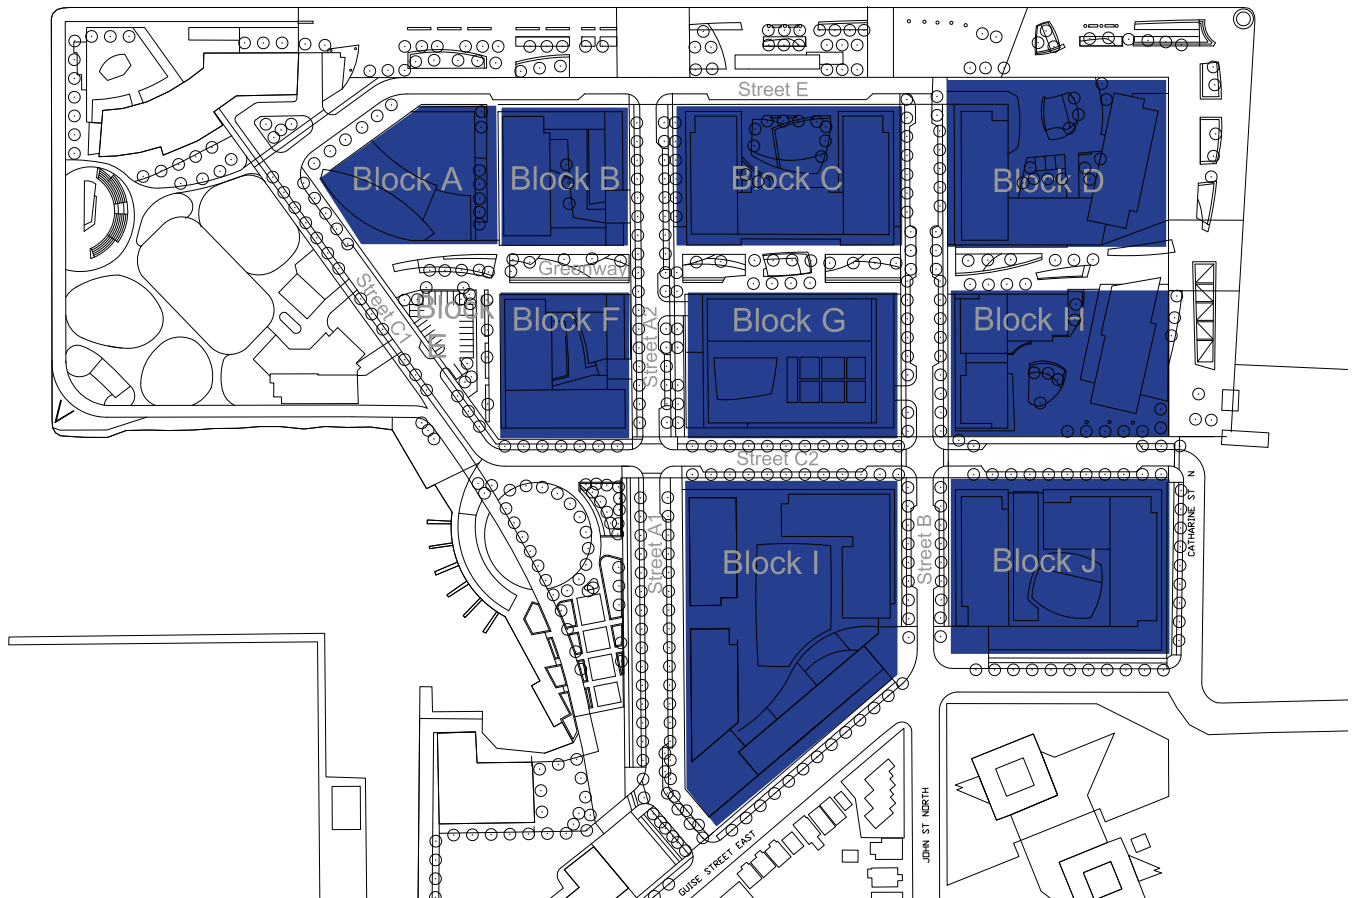 Street E
Block A
Block B
Block C
Block D
Greenway
Street C1
Block
E
Block F
Street A2
Block G
Block H
Street C2
Block I
Street A1
Street B
Block J
CATHARINE ST N
GUISE STREET EAST
JOHN ST NORTH